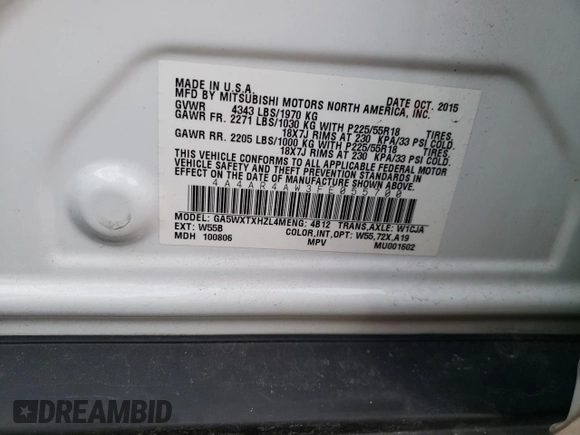 MADE IN U.S.A.
MFD BY MITSUBISHI MOTORS NORTH AMERICA, INC. DATE OCT. 2015
GVWR 4343 LBS/1970 KG
GAWR FR. 2271 LBS/1030 KG WITH P225/55R18 TIRES,
18X7J RIMS AT 230 KPA/33 PSI COLD.
GAWR RR. 2205 LBS/1000 KG WITH P225/55R18 TIRES,
18X7J RIMS AT 230 KPA/33 PSI COLD.
THIS VEHICLE CONFORMS TO ALL APPLICABLE FEDERAL MOTOR
VEHICLE SAFETY AND THEFT PREVENTION STANDARDS IN
EFFECT ON THE DATE OF MANUFACTURE SHOWN ABOVE.
4A4AR4AW3FE055700
MODEL: GA5WXTXHZL4M ENG: 4B12 TRANS,AXLE: W1CJA
EXT: W55B COLOR,INT,OPT: W55,72X,A19
MDH 100806 MPV MU001602
DREAMBID